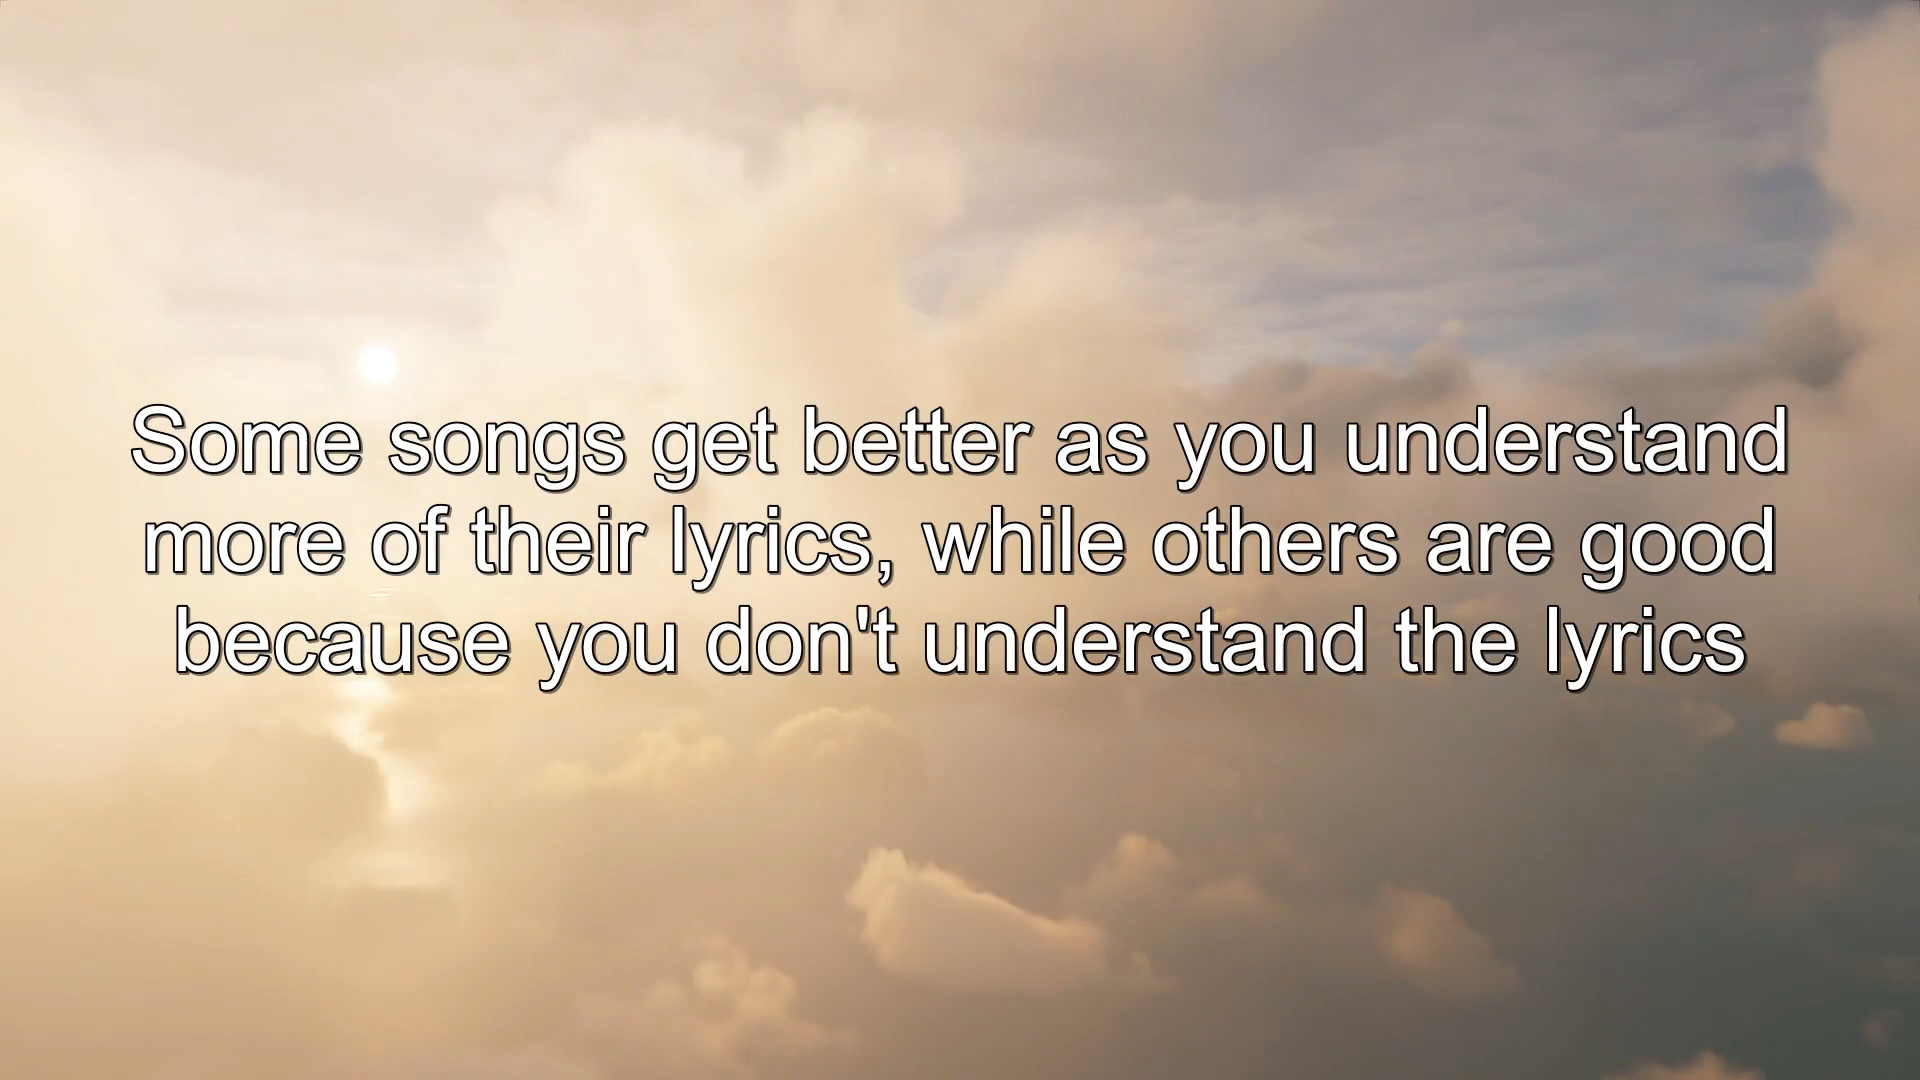 Some songs get better as you understand
more of their lyrics, while others are good
because you don't understand the lyrics